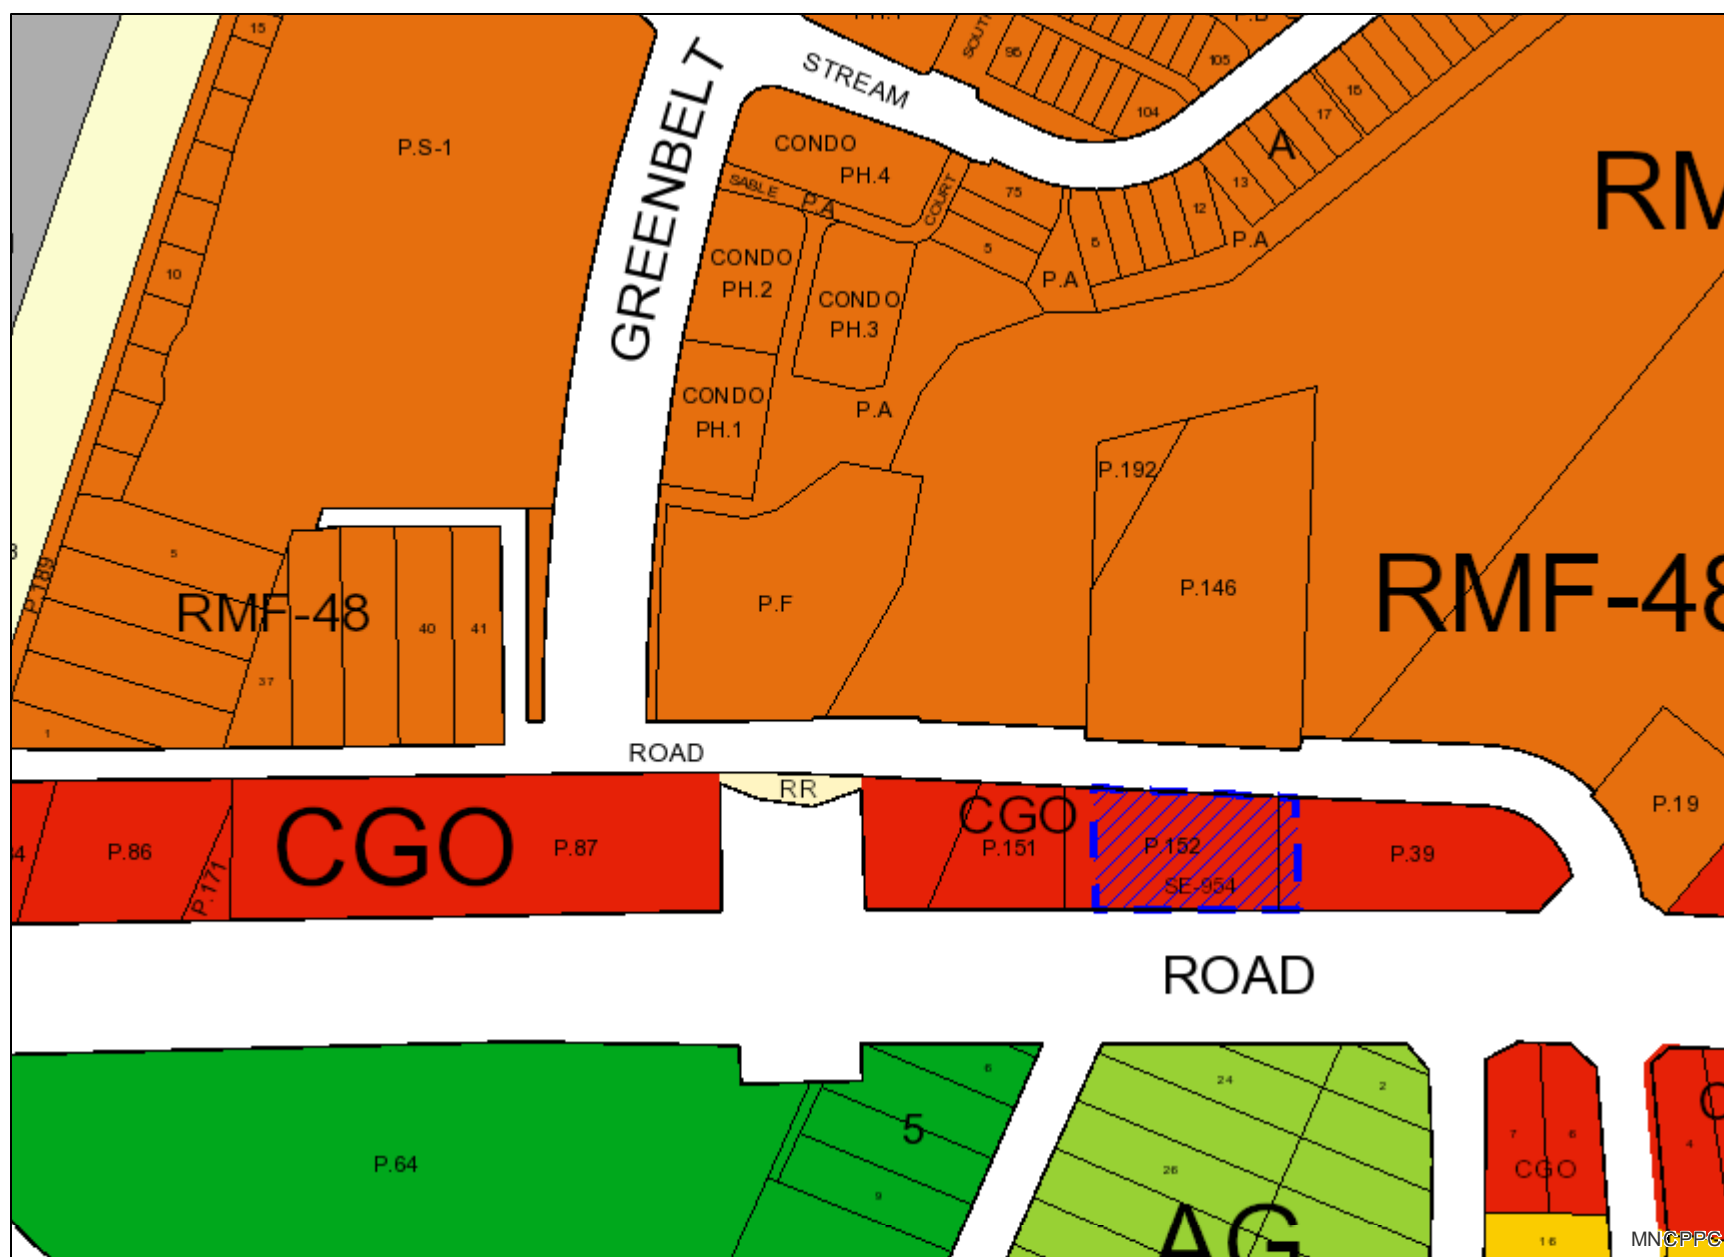 15
SOUTH
96
105
STREAM
104
16
17
A
13
P.S-1
GREENBELT
CONDO
PH.4
SABLE
P.A
COURT
75
5
6
12
P.A
P.A
RM
10
CONDO
PH.2
CONDO
PH.3
CONDO
PH.1
P.A
P.192
P.146
RMF-48
P.189
5
RMF-48
40
41
37
1
P.F
ROAD
RR
P.19
CGO
P.86
P.171
P.87
CGO
P.151
P.152
SE-954
P.39
ROAD
6
5
9
P.64
24
2
26
AG
7
6
CGO
4
16
MNCPPC